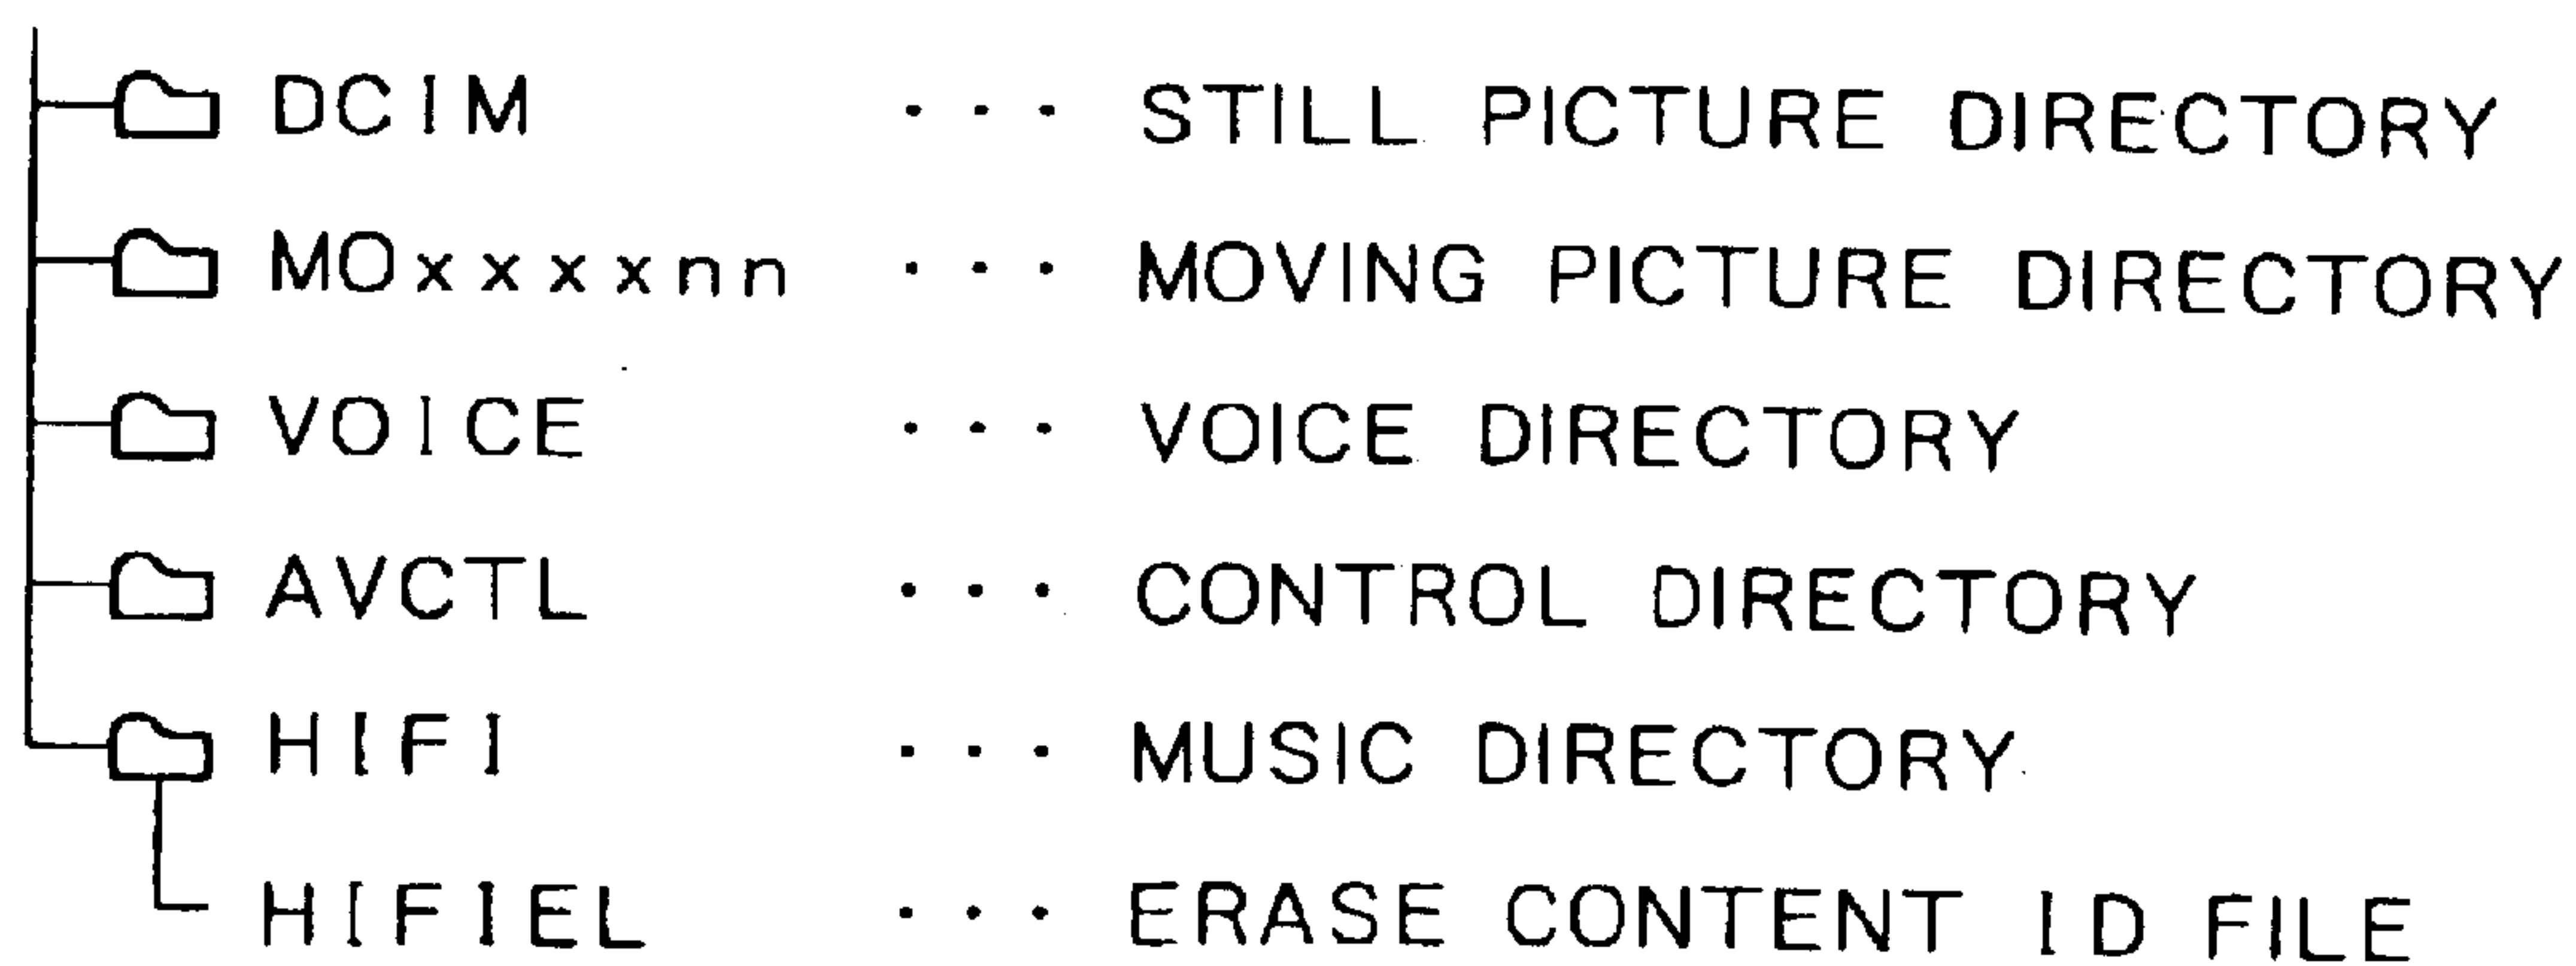 DCIM ... STILL PICTURE DIRECTORY
MOxxxxnn ... MOVING PICTURE DIRECTORY
VOICE ... VOICE DIRECTORY
AVCTL ... CONTROL DIRECTORY
HIFI ... MUSIC DIRECTORY
HIFIEL ... ERASE CONTENT ID FILE